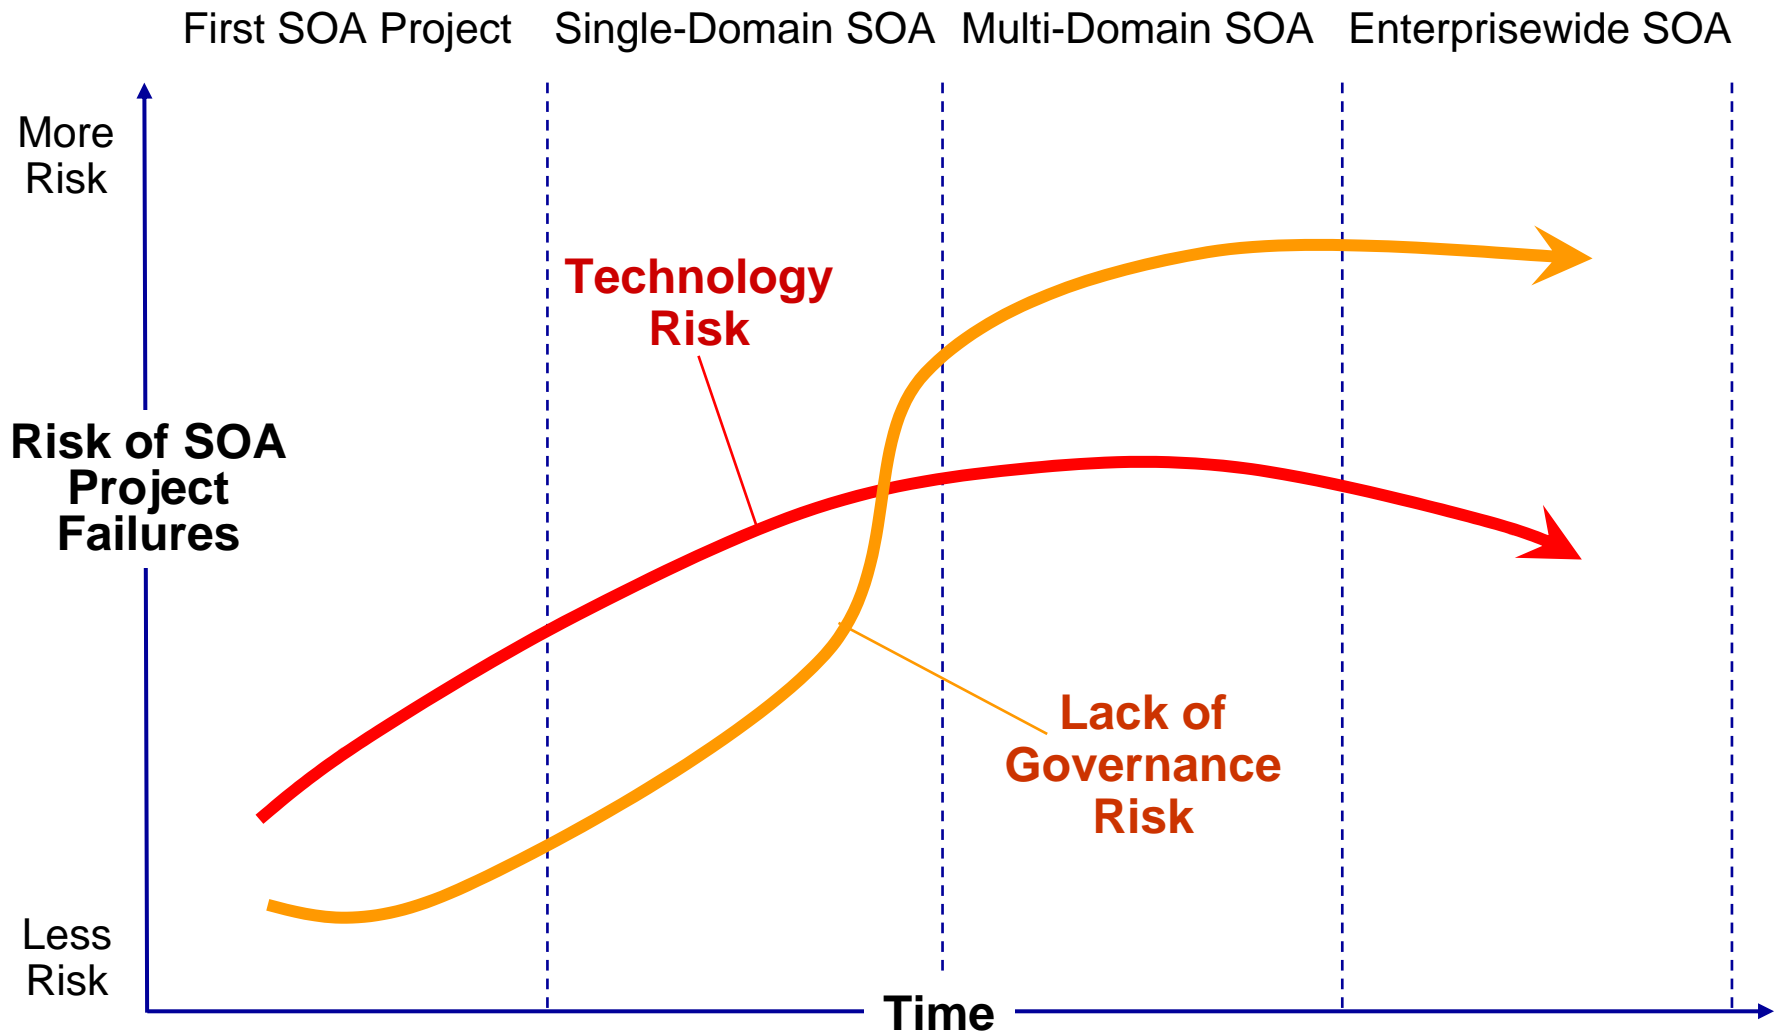 First SOA Project
Single-Domain SOA
Multi-Domain SOA
Enterprisewide SOA
More
Risk
Technology
Risk
Risk of SOA
Project
Failures
Lack of
Governance
Risk
Less
Risk
Time